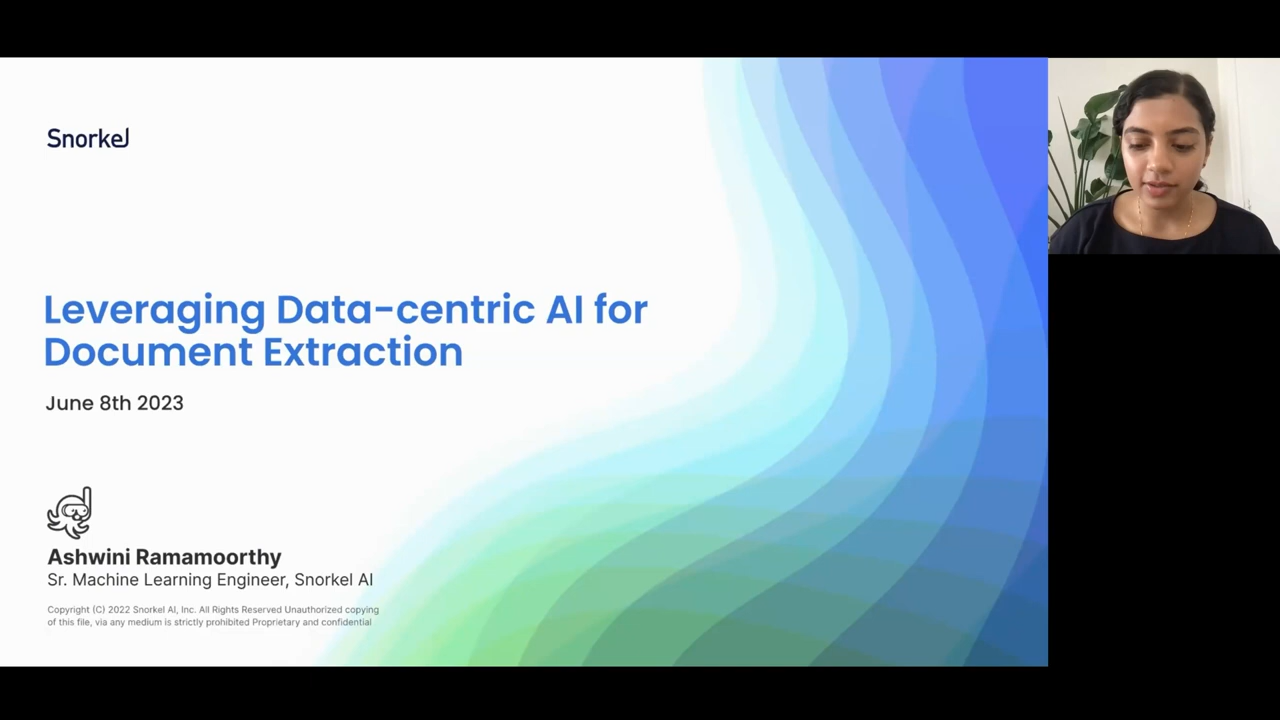 Snorkel
Leveraging Data-centric AI for
Document Extraction
June 8th 2023
Ashwini Ramamoorthy
Sr. Machine Learning Engineer, Snorkel AI
Copyright (C) 2022 Snorkel AI, Inc. All Rights Reserved Unauthorized copying
of this file, via any medium is strictly prohibited Proprietary and confidential